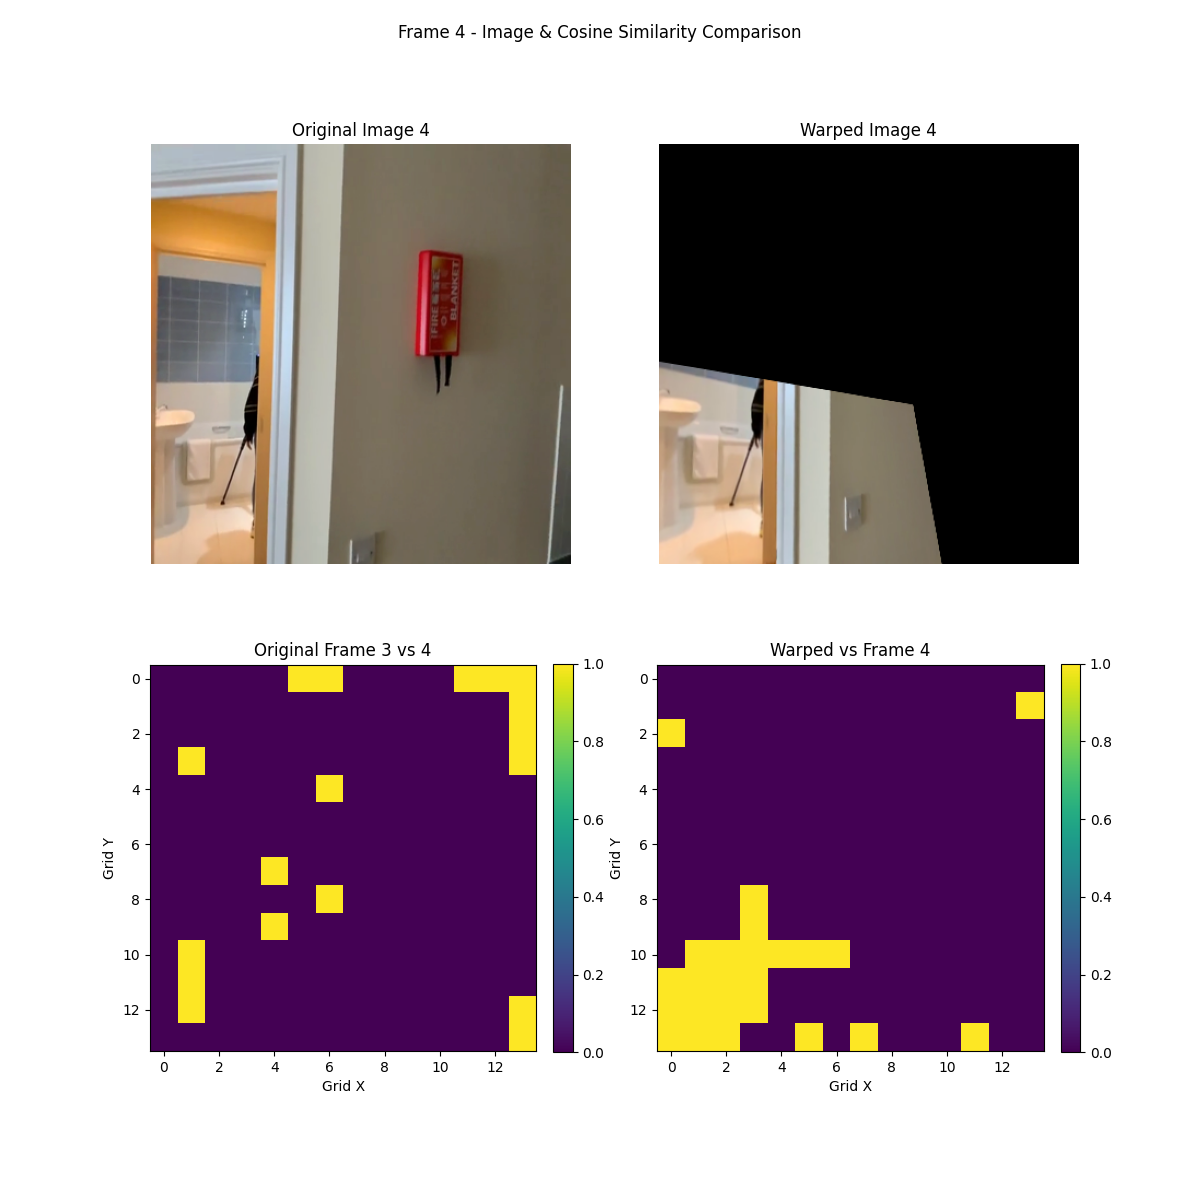 Frame 4 - Image & Cosine Similarity Comparison
Original Image 4
Warped Image 4
FIRE
BLANKET
Original Frame 3 vs 4
Warped vs Frame 4
1.0
0.8
0.6
0.4
0.2
0.0
1.0
0.8
0.6
0.4
0.2
0.0
Grid Y
0
2
4
6
8
10
12
0 2 4 6 8 10 12
Grid X
Grid Y
0
2
4
6
8
10
12
0 2 4 6 8 10 12
Grid X